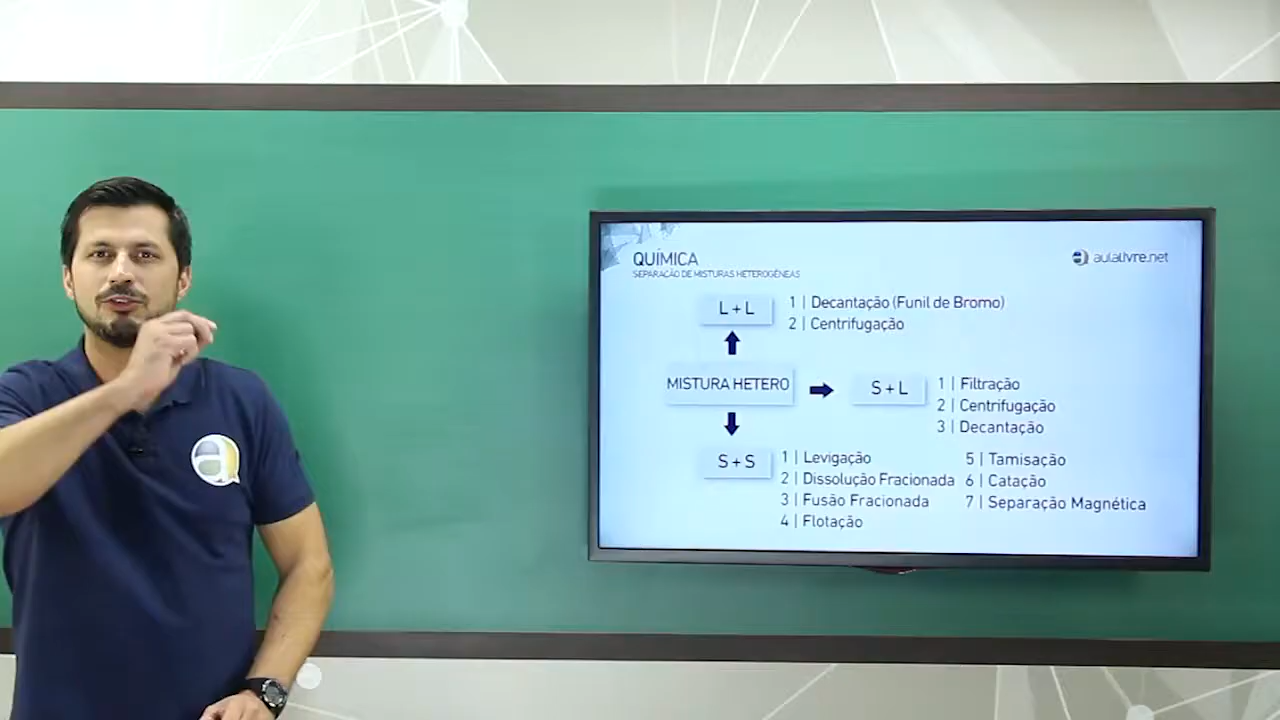 QUÍMICA
SEPARAÇÃO DE MISTURAS HETEROGÊNEAS
aulalivre.net
L + L
1 | Decantação (Funil de Bromo)
2 | Centrifugação
MISTURA HETERO
S + L
1 | Filtração
2 | Centrifugação
3 | Decantação
S + S
1 | Levigação
2 | Dissolução Fracionada
3 | Fusão Fracionada
4 | Flotação
5 | Tamisação
6 | Catação
7 | Separação Magnética
a